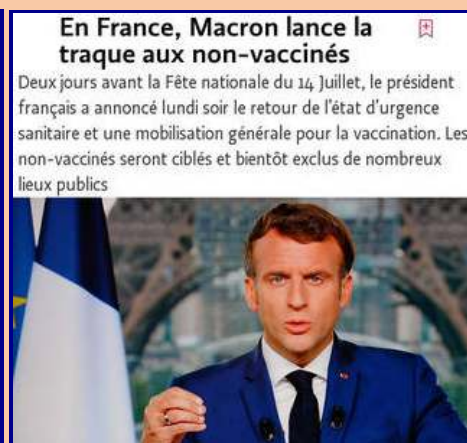 En France, Macron lance la
traque aux non-vaccinés
Deux jours avant la Fête nationale du 14 Juillet, le président
français a annoncé lundi soir le retour de l'état d'urgence
sanitaire et une mobilisation générale pour la vaccination. Les
non-vaccinés seront ciblés et bientôt exclus de nombreux
lieux publics